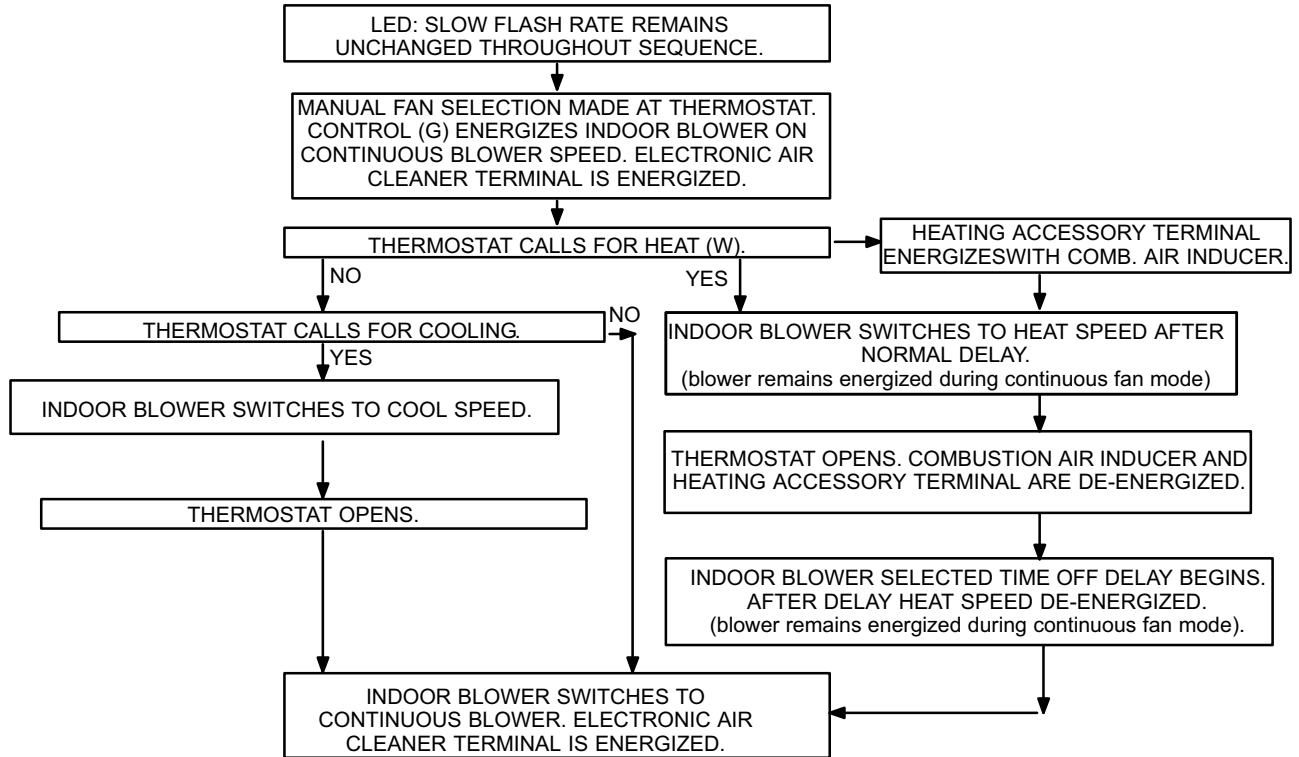 LED: SLOW FLASH RATE REMAINS
UNCHANGED THROUGHOUT SEQUENCE.
MANUAL FAN SELECTION MADE AT THERMOSTAT.
CONTROL (G) ENERGIZES INDOOR BLOWER ON
CONTINUOUS BLOWER SPEED. ELECTRONIC AIR
CLEANER TERMINAL IS ENERGIZED.
THERMOSTAT CALLS FOR HEAT (W).
HEATING ACCESSORY TERMINAL
ENERGIZESWITH COMB. AIR INDUCER.
NO
YES
THERMOSTAT CALLS FOR COOLING.
NO
YES
INDOOR BLOWER SWITCHES TO HEAT SPEED AFTER
NORMAL DELAY.
(blower remains energized during continuous fan mode)
INDOOR BLOWER SWITCHES TO COOL SPEED.
THERMOSTAT OPENS. COMBUSTION AIR INDUCER AND
HEATING ACCESSORY TERMINAL ARE DE-ENERGIZED.
THERMOSTAT OPENS.
INDOOR BLOWER SELECTED TIME OFF DELAY BEGINS.
AFTER DELAY HEAT SPEED DE-ENERGIZED.
(blower remains energized during continuous fan mode).
INDOOR BLOWER SWITCHES TO
CONTINUOUS BLOWER. ELECTRONIC AIR
CLEANER TERMINAL IS ENERGIZED.